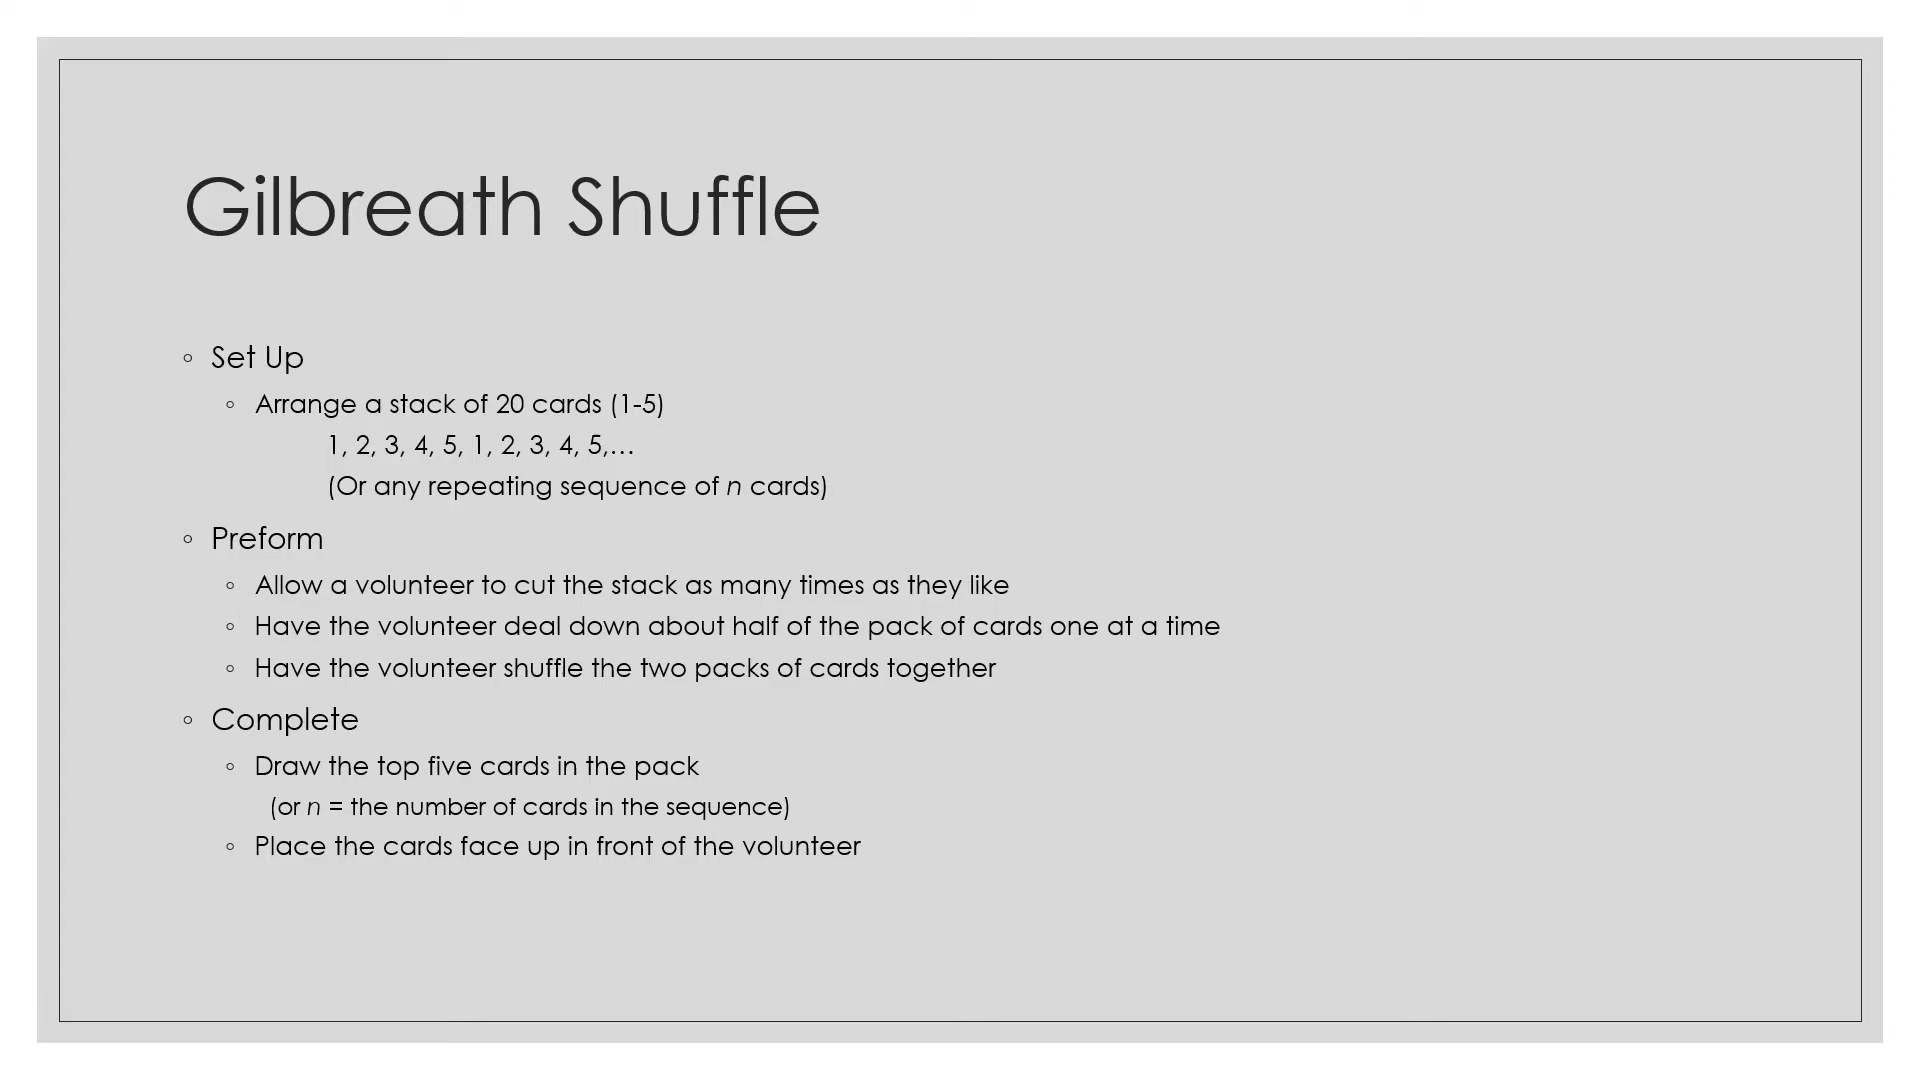 Gilbreath Shuffle
◦ Set Up
◦ Arrange a stack of 20 cards (1-5)
1, 2, 3, 4, 5, 1, 2, 3, 4, 5,…
(Or any repeating sequence of n cards)
◦ Preform
◦ Allow a volunteer to cut the stack as many times as they like
◦ Have the volunteer deal down about half of the pack of cards one at a time
◦ Have the volunteer shuffle the two packs of cards together
◦ Complete
◦ Draw the top five cards in the pack
(or n = the number of cards in the sequence)
◦ Place the cards face up in front of the volunteer